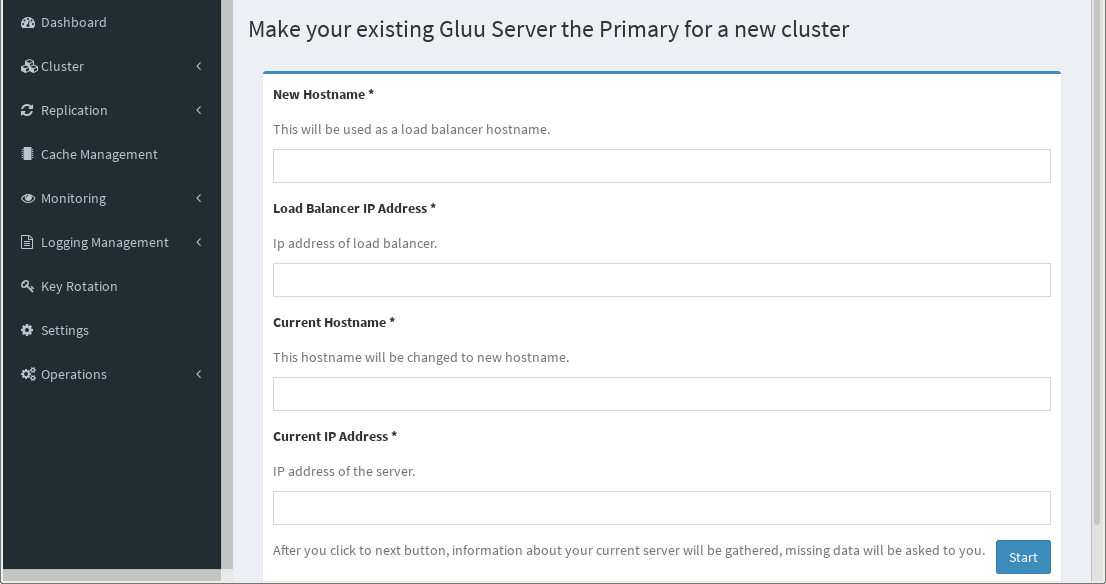 Dashboard
Cluster
Replication
Cache Management
Monitoring
Logging Management
Key Rotation
Settings
Operations
Make your existing Gluu Server the Primary for a new cluster
New Hostname *
This will be used as a load balancer hostname.
Load Balancer IP Address *
Ip address of load balancer.
Current Hostname *
This hostname will be changed to new hostname.
Current IP Address *
IP address of the server.
After you click to next button, information about your current server will be gathered, missing data will be asked to you.
Start